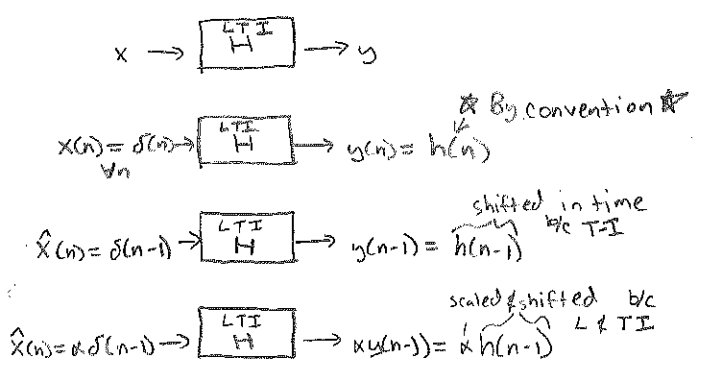 x → LTI H → y
☆ By convention ☆
x(n) = δ(n) → LTI H → y(n) = h(n)
∀n
shifted in time
b/c T-I
x̂(n) = δ(n-1) → LTI H → y(n-1) = h(n-1)
scaled & shifted b/c
L & TI
x̂(n) = αδ(n-1) → LTI H → αy(n-1)) = αh(n-1)